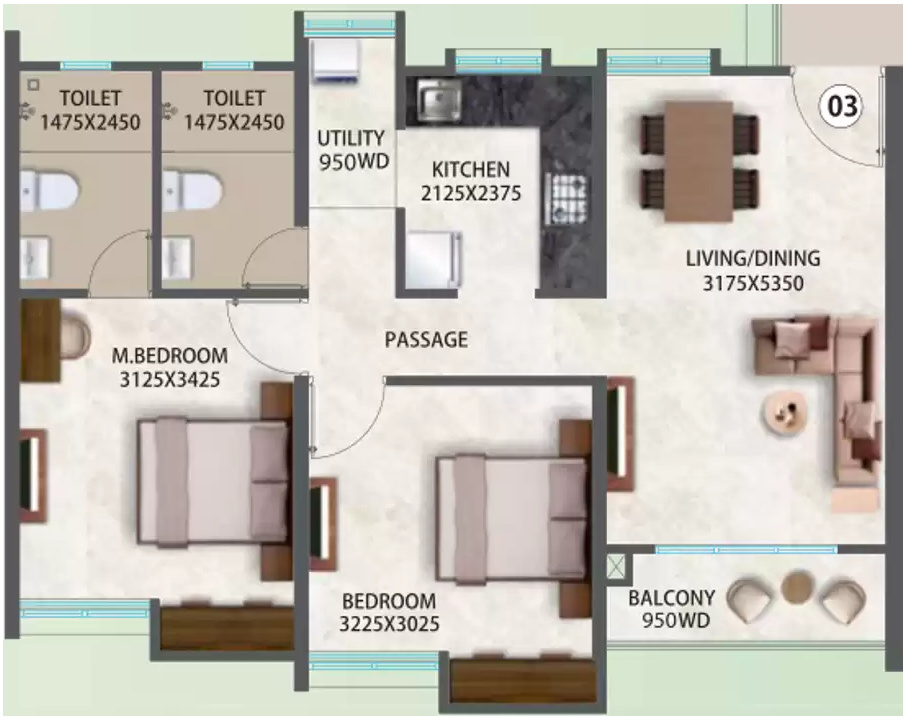 TOILET
1475X2450
TOILET
1475X2450
UTILITY
950WD
KITCHEN
2125X2375
03
LIVING/DINING
3175X5350
PASSAGE
M.BEDROOM
3125X3425
BEDROOM
3225X3025
BALCONY
950WD